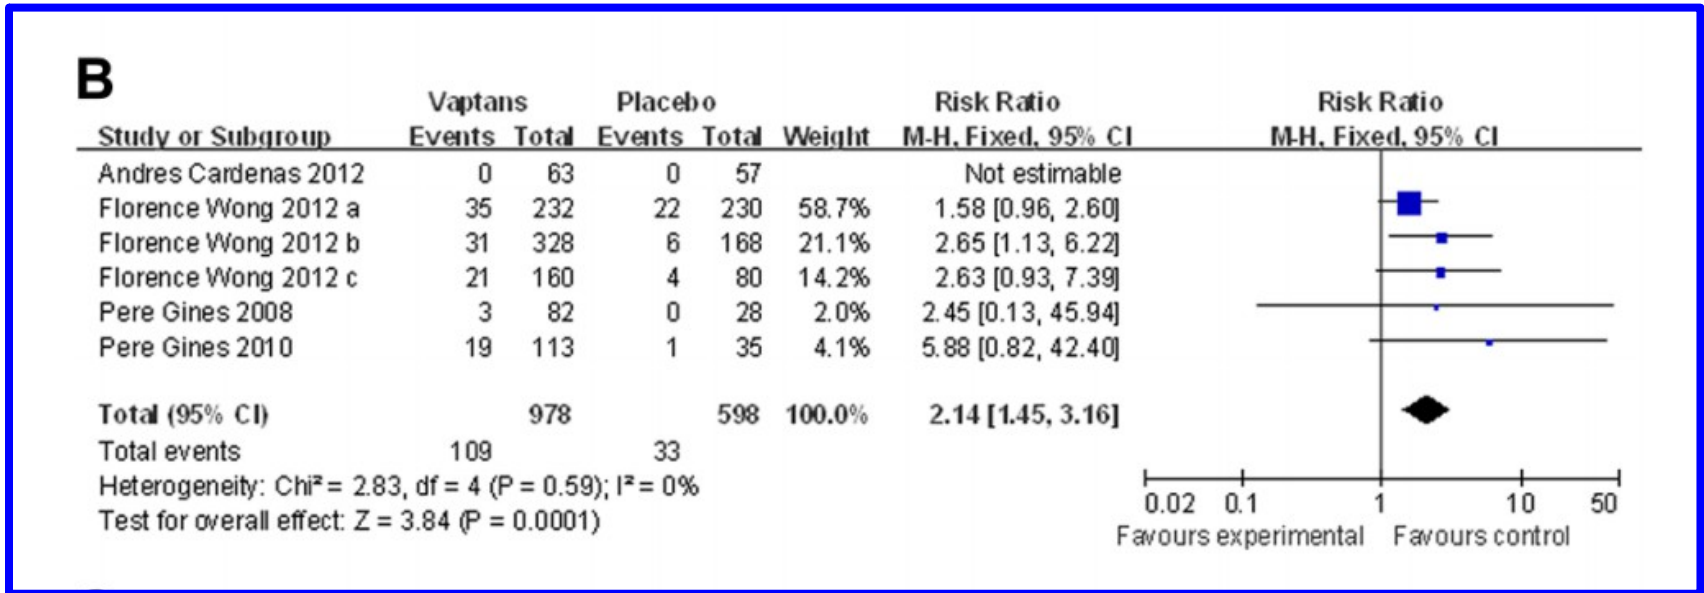 B
Vaptans Placebo Risk Ratio Risk Ratio
Study or Subgroup Events Total Events Total Weight M-H, Fixed, 95% CI M-H, Fixed, 95% CI
Andres Cardenas 2012 0 63 0 57 Not estimable
Florence Wong 2012 a 35 232 22 230 58.7% 1.58 [0.96, 2.60]
Florence Wong 2012 b 31 328 6 168 21.1% 2.65 [1.13, 6.22]
Florence Wong 2012 c 21 160 4 80 14.2% 2.63 [0.93, 7.39]
Pere Gines 2008 3 82 0 28 2.0% 2.45 [0.13, 45.94]
Pere Gines 2010 19 113 1 35 4.1% 5.88 [0.82, 42.40]
Total (95% CI) 978 598 100.0% 2.14 [1.45, 3.16]
Total events 109 33
Heterogeneity: Chi² = 2.83, df = 4 (P = 0.59); I² = 0%
Test for overall effect: Z = 3.84 (P = 0.0001)
0.02 0.1 1 10 50
Favours experimental Favours control